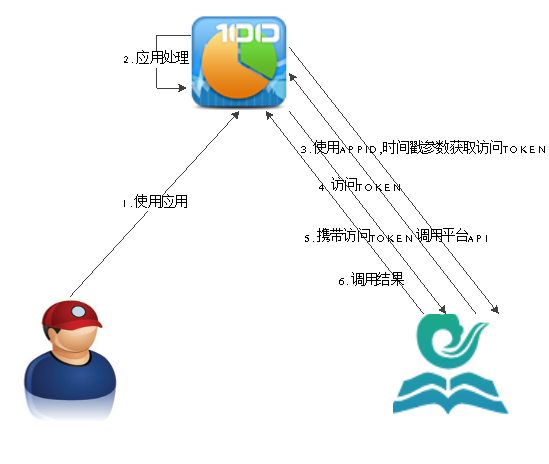 100
2.应用处理
3.使用APPID,时间戳参数获取访问TOKEN
4.访问TOKEN
1.使用应用
5.携带访问TOKEN调用平台API
6.调用结果